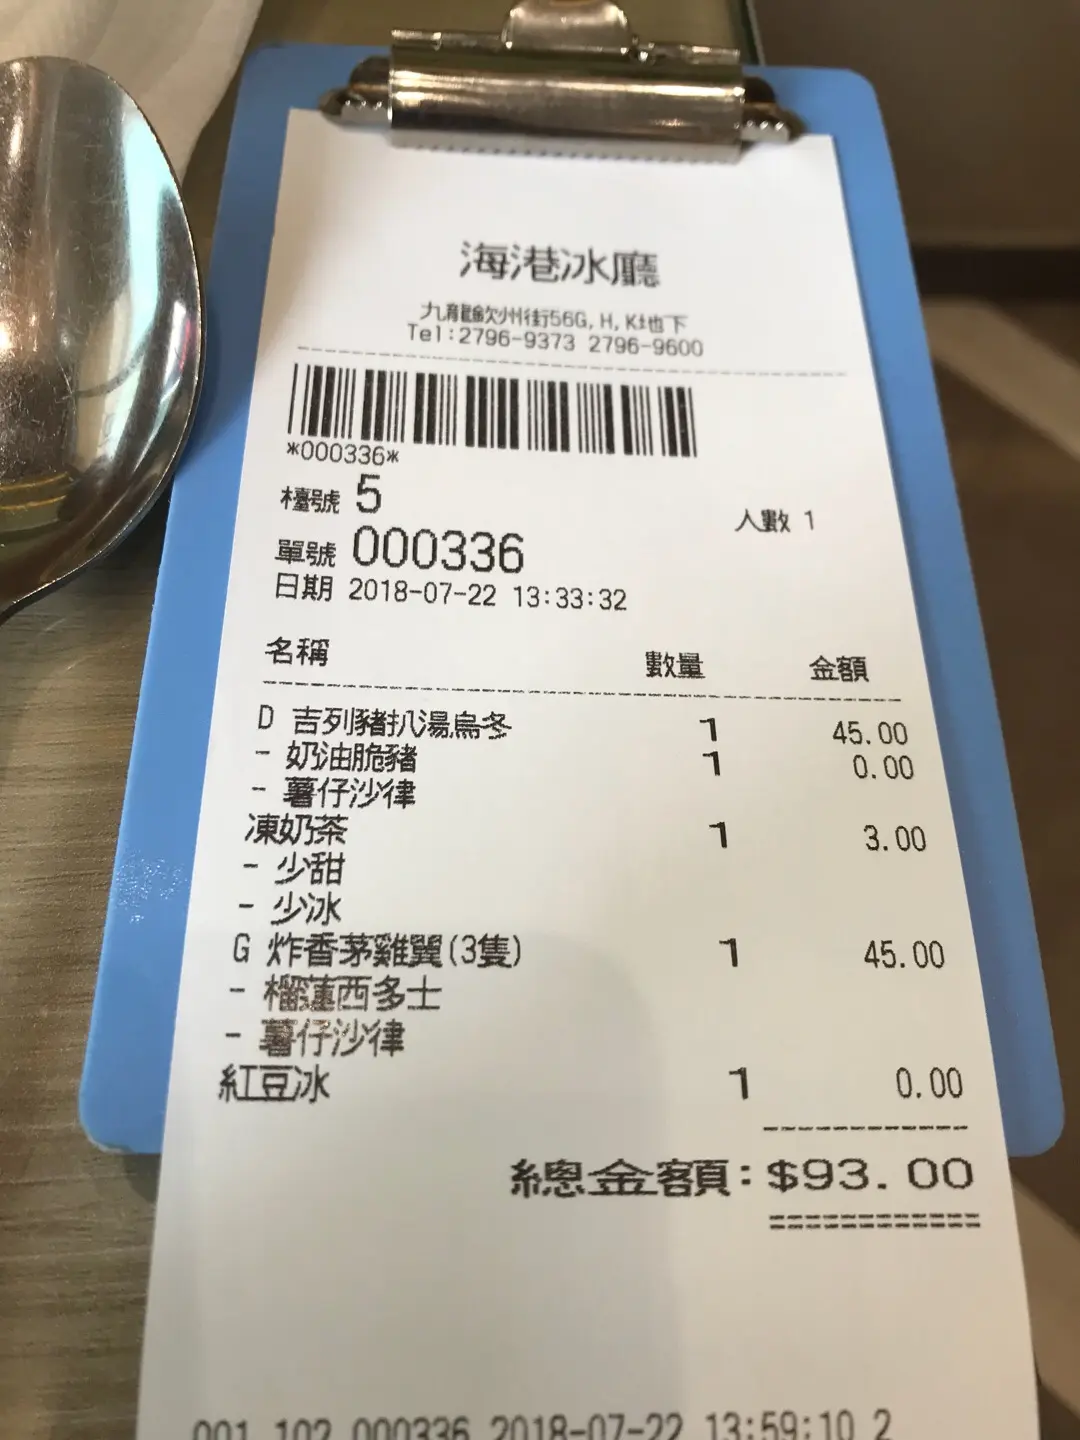 海港冰廳
九龍欽州街56G, H, K地下
Tel:2796-9373 2796-9600
*000336*
檯號 5 人數 1
單號 000336
日期 2018-07-22 13:33:32
名稱 數量 金額
D 吉列豬扒湯烏冬 1 45.00
- 奶油脆豬 1 0.00
- 薯仔沙律
凍奶茶 1 3.00
- 少甜
- 少冰
G 炸香茅雞翼(3隻) 1 45.00
- 榴蓮西多士
- 薯仔沙律
紅豆冰 1 0.00
總金額:$93.00
001 102 000336 2018-07-22 13:59:10 2